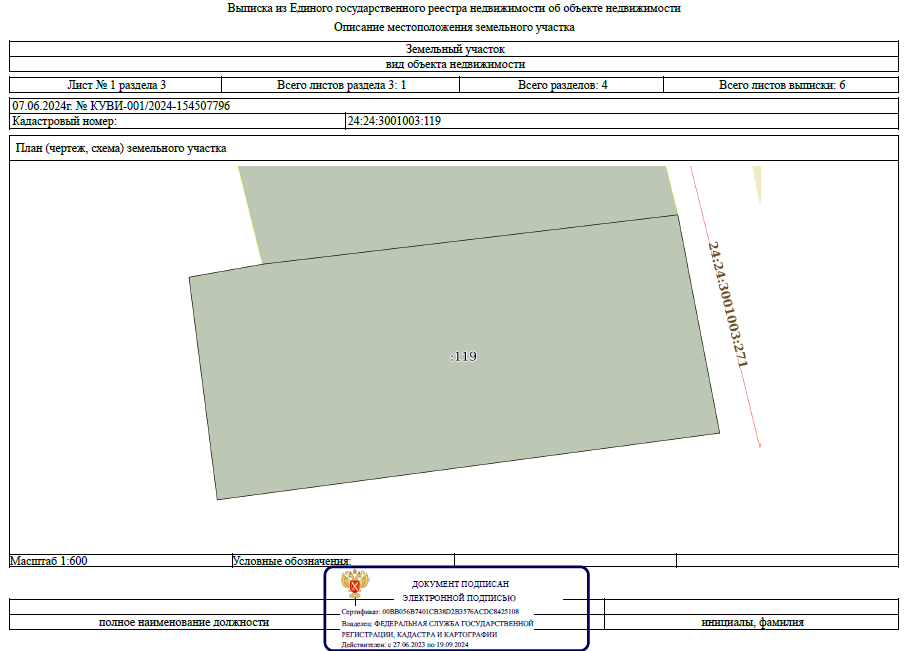 Выписка из Единого государственного реестра недвижимости об объекте недвижимости
Описание местоположения земельного участка
Земельный участок
вид объекта недвижимости
Лист № 1 раздела 3 Всего листов раздела 3: 1 Всего разделов: 4 Всего листов выписки: 6
07.06.2024г. № КУВИ-001/2024-154507796
Кадастровый номер: 24:24:3001003:119
План (чертеж, схема) земельного участка
24:24:3001003:271
:119
Масштаб 1:600 Условные обозначения:
ДОКУМЕНТ ПОДПИСАН
ЭЛЕКТРОННОЙ ПОДПИСЬЮ
Сертификат: 00BB056B7401CB38D2B3576ACDC8425108
Владелец: ФЕДЕРАЛЬНАЯ СЛУЖБА ГОСУДАРСТВЕННОЙ
РЕГИСТРАЦИИ, КАДАСТРА И КАРТОГРАФИИ
Действителен: с 27.06.2023 по 19.09.2024
полное наименование должности инициалы, фамилия